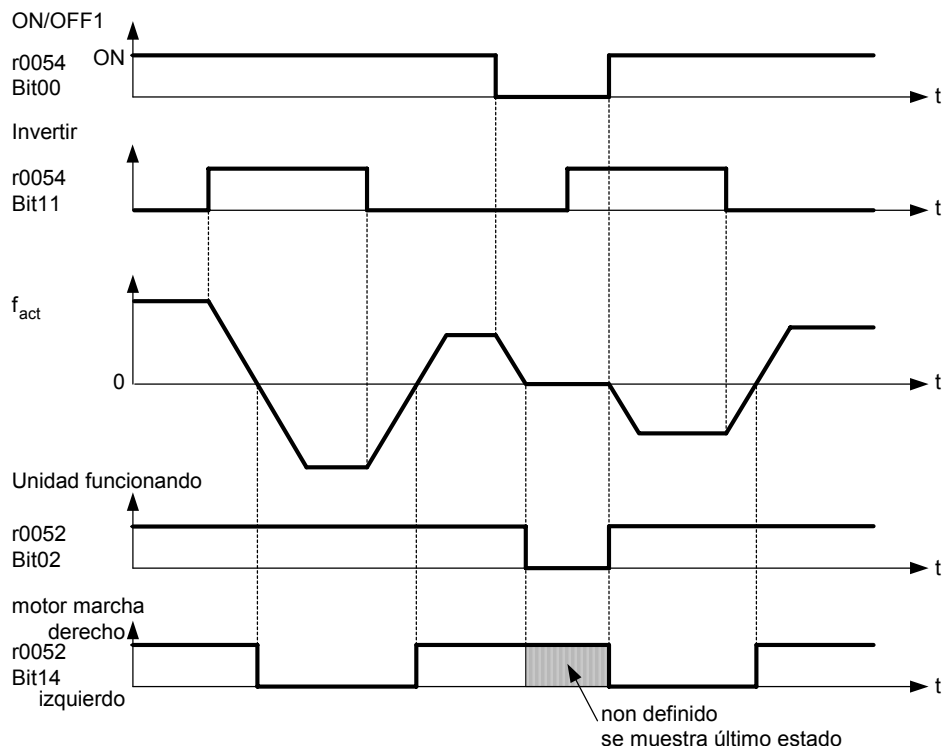 ON/OFF1
r0054
Bit00
ON
t
Invertir
r0054
Bit11
t
f_act
0
t
Unidad funcionando
r0052
Bit02
t
motor marcha
derecho
r0052
Bit14
izquierdo
t
non definido
se muestra último estado